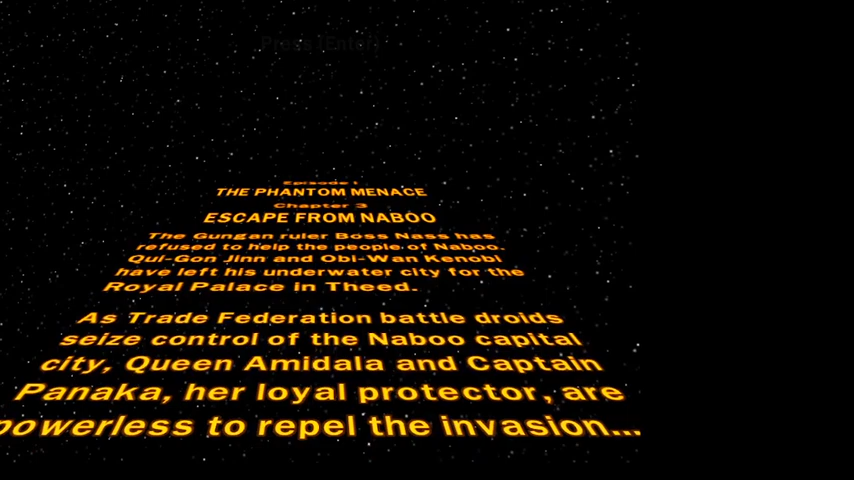 Press [Enter]
Episode I
THE PHANTOM MENACE
Chapter 3
ESCAPE FROM NABOO
The Gungan ruler Boss Nass has
refused to help the people of Naboo.
Qui-Gon Jinn and Obi-Wan Kenobi
have left his underwater city for the
Royal Palace in Theed.
As Trade Federation battle droids
seize control of the Naboo capital
city, Queen Amidala and Captain
Panaka, her loyal protector, are
powerless to repel the invasion...